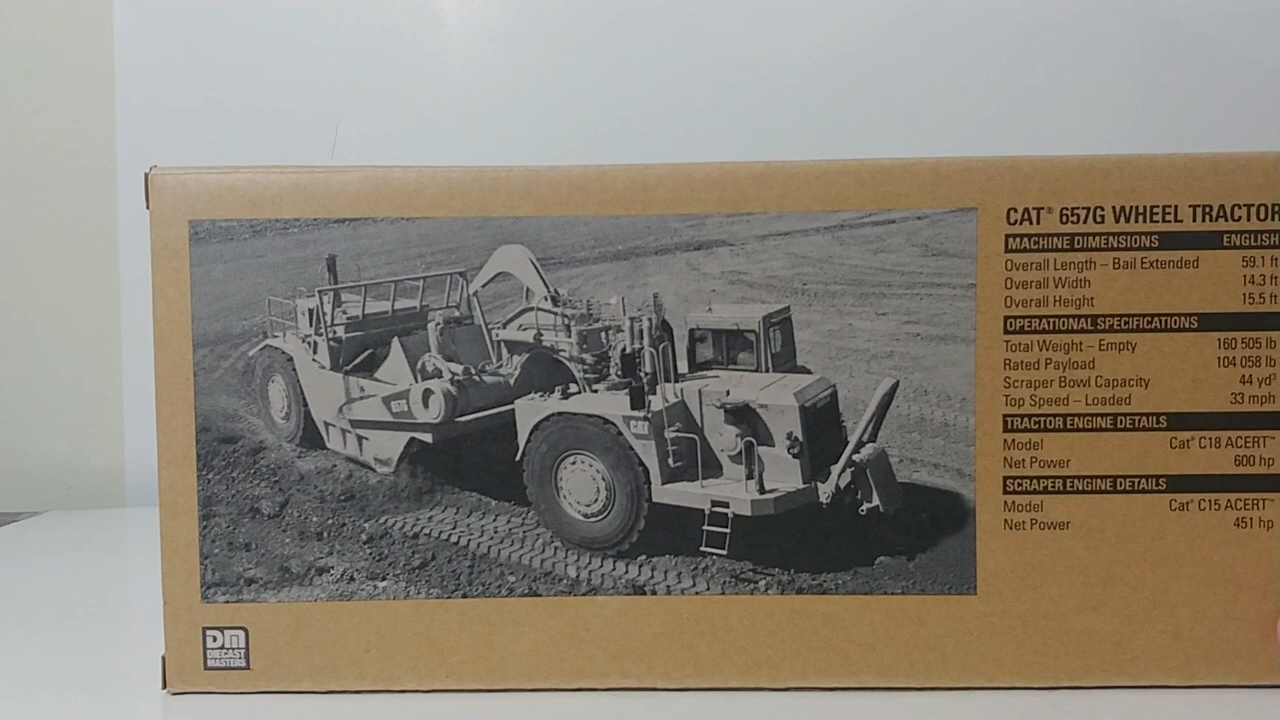 CAT® 657G WHEEL TRACTOR
MACHINE DIMENSIONS ENGLISH
Overall Length – Bail Extended 59.1 ft
Overall Width 14.3 ft
Overall Height 15.5 ft
OPERATIONAL SPECIFICATIONS
Total Weight – Empty 160 505 lb
Rated Payload 104 058 lb
Scraper Bowl Capacity 44 yd³
Top Speed – Loaded 33 mph
TRACTOR ENGINE DETAILS
Model Cat® C18 ACERT™
Net Power 600 hp
SCRAPER ENGINE DETAILS
Model Cat® C15 ACERT™
Net Power 451 hp
657G
CAT
DM
DIECAST
MASTERS